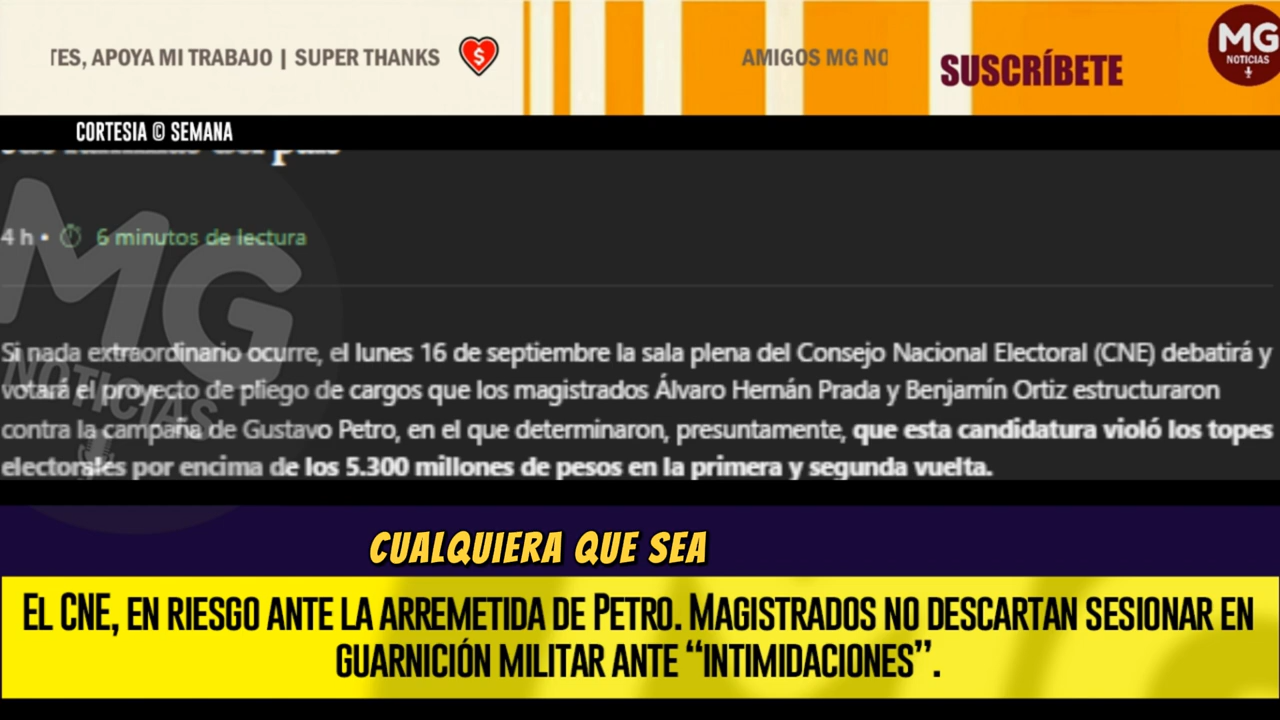 TES, APOYA MI TRABAJO | SUPER THANKS
AMIGOS MG NO
SUSCRÍBETE
MG
NOTICIAS
CORTESIA © SEMANA
4 h • 6 minutos de lectura
Si nada extraordinario ocurre, el lunes 16 de septiembre la sala plena del Consejo Nacional Electoral (CNE) debatirá y
votará el proyecto de pliego de cargos que los magistrados Álvaro Hernán Prada y Benjamín Ortiz estructuraron
contra la campaña de Gustavo Petro, en el que determinaron, presuntamente, que esta candidatura violó los topes
electorales por encima de los 5.300 millones de pesos en la primera y segunda vuelta.
MG
NOTICIAS
CUALQUIERA QUE SEA
EL CNE, EN RIESGO ANTE LA ARREMETIDA DE PETRO. MAGISTRADOS NO DESCARTAN SESIONAR EN
GUARNICIÓN MILITAR ANTE “INTIMIDACIONES”.